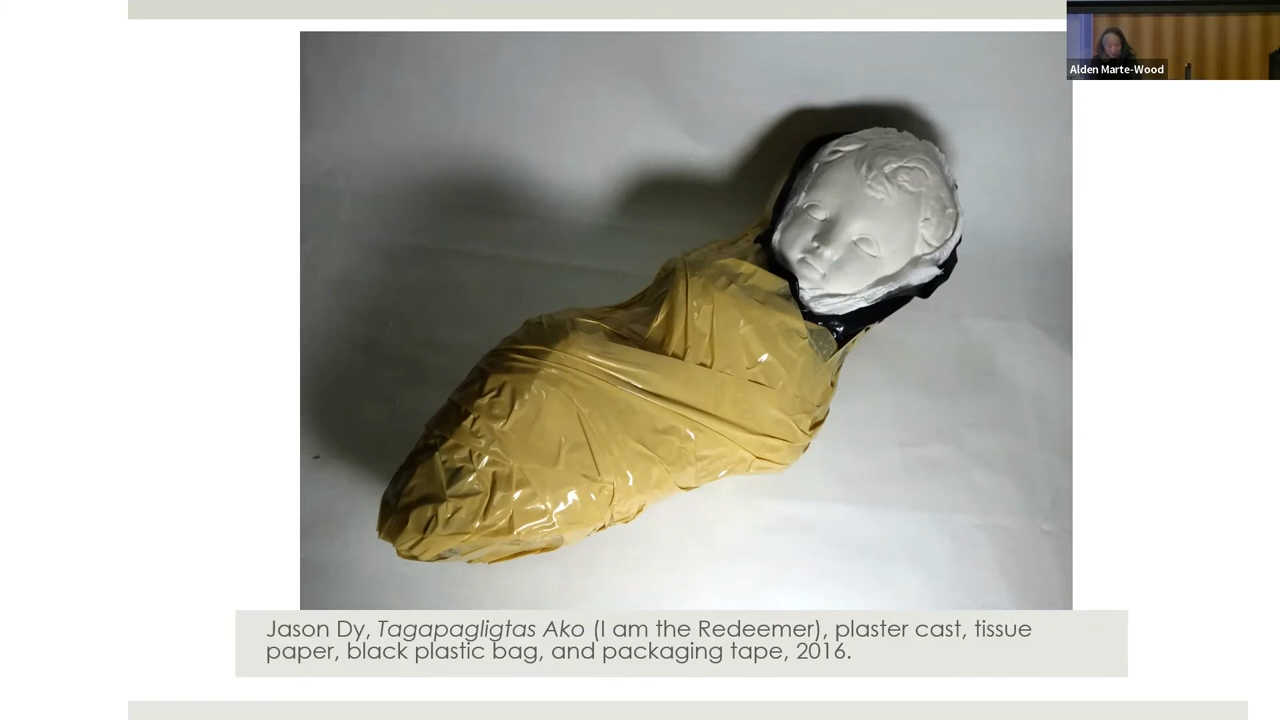 Alden Marte-Wood
Jason Dy, Tagapagligtas Ako (I am the Redeemer), plaster cast, tissue
paper, black plastic bag, and packaging tape, 2016.